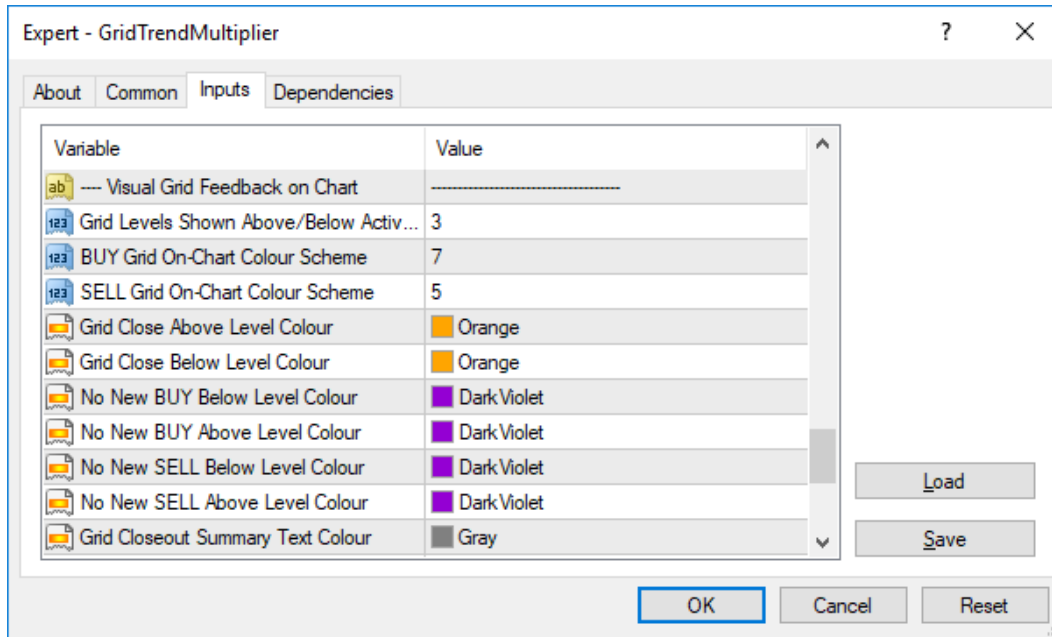 Expert - GridTrendMultiplier ?
About Common Inputs Dependencies
Variable Value
ab ---- Visual Grid Feedback on Chart ------------------------------------
123 Grid Levels Shown Above/Below Activ... 3
123 BUY Grid On-Chart Colour Scheme 7
123 SELL Grid On-Chart Colour Scheme 5
Grid Close Above Level Colour Orange
Grid Close Below Level Colour Orange
No New BUY Below Level Colour DarkViolet
No New BUY Above Level Colour DarkViolet
No New SELL Below Level Colour DarkViolet
No New SELL Above Level Colour DarkViolet
Grid Closeout Summary Text Colour Gray
Load
Save
OK Cancel Reset